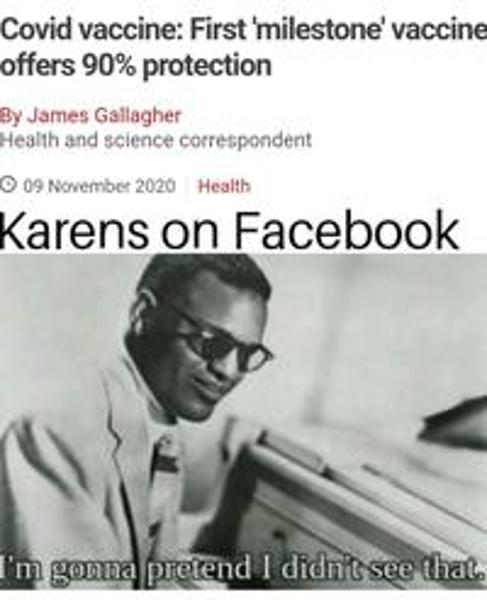 Covid vaccine: First 'milestone' vaccine
offers 90% protection
By James Gallagher
Health and science correspondent
09 November 2020 Health
Karens on Facebook
I'm gonna pretend I didn't see that.